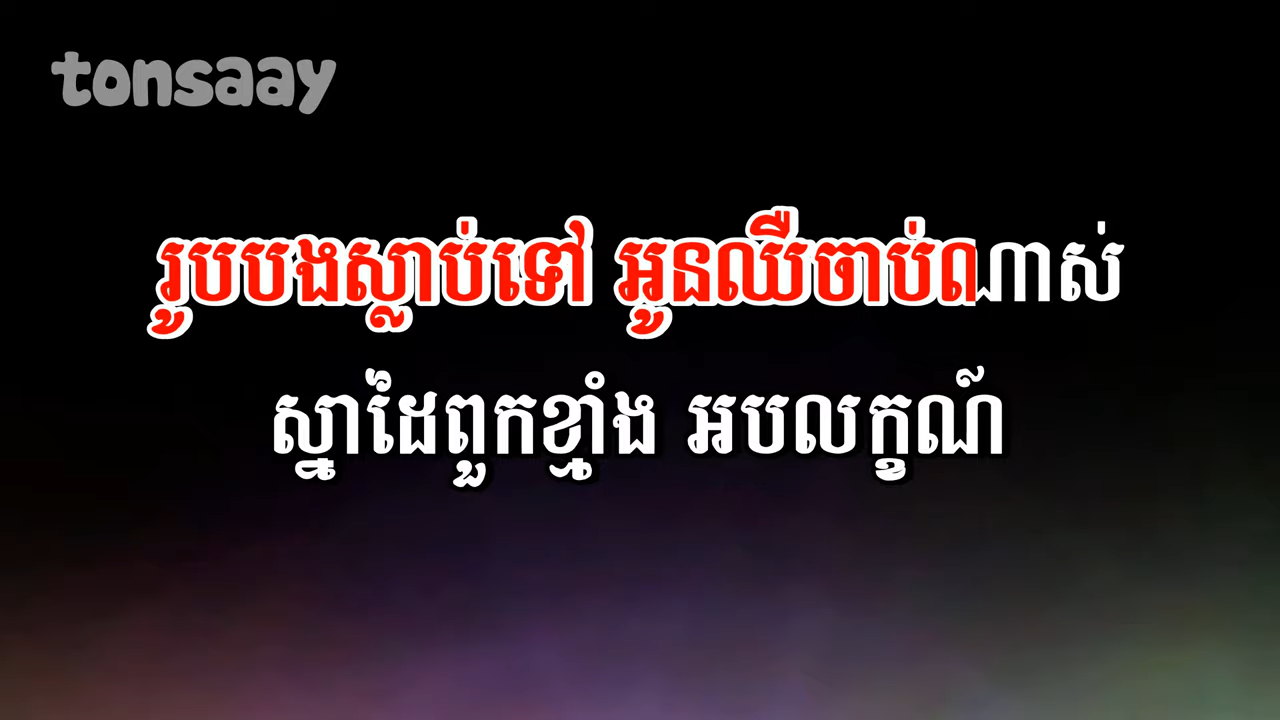 tonsaay
រូបបងស្លាប់ទៅ អូនឈឺចាប់ណាស់
ស្នាដៃពួកខ្មាំង អបលក្ខណ៍